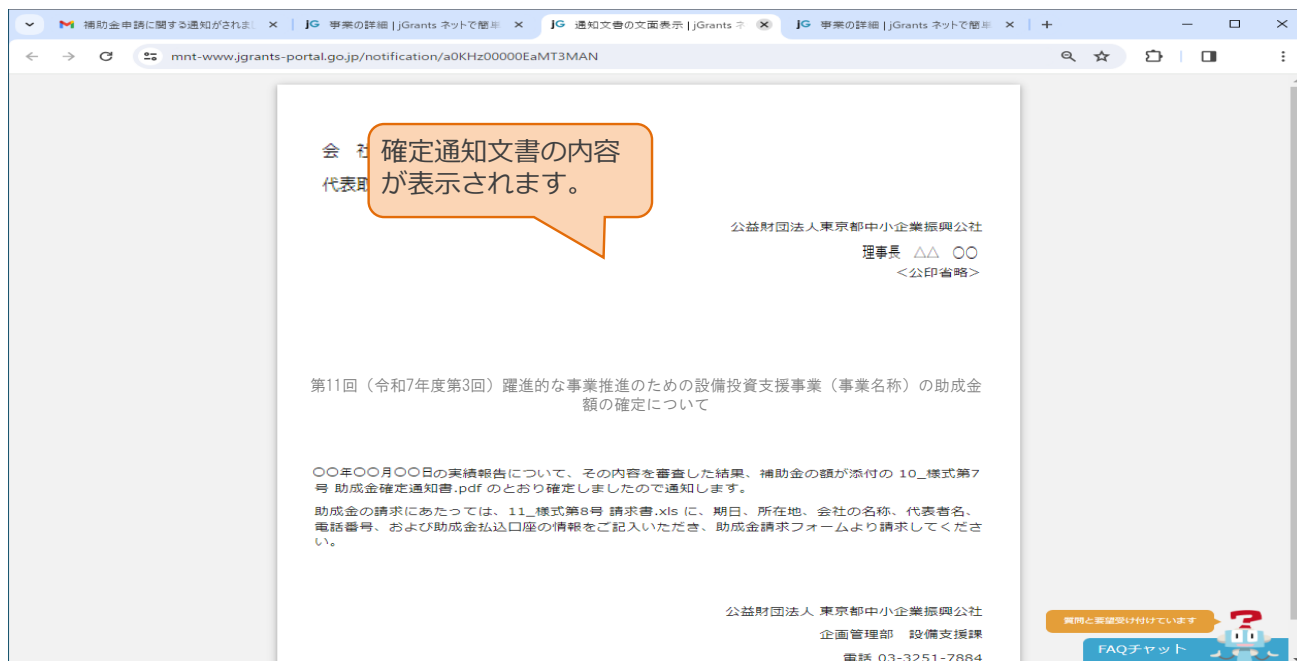 補助金申請に関する通知がされまし
jG 事業の詳細 | jGrants ネットで簡単
jG 通知文書の文面表示 | jGrants ネ
jG 事業の詳細 | jGrants ネットで簡単
mnt-www.jgrants-portal.go.jp/notification/a0KHz00000EaMT3MAN
会 社
代表取
確定通知文書の内容
が表示されます。
公益財団法人東京都中小企業振興公社
理事長 △△ 〇〇
<公印省略>
第11回（令和7年度第3回）躍進的な事業推進のための設備投資支援事業（事業名称）の助成金
額の確定について
〇〇年〇〇月〇〇日の実績報告について、その内容を審査した結果、補助金の額が添付の 10_様式第7
号 助成金確定通知書.pdf のとおり確定しましたので通知します。
助成金の請求にあたっては、11_様式第8号 請求書.xls に、期日、所在地、会社の名称、代表者名、
電話番号、および助成金払込口座の情報をご記入いただき、助成金請求フォームより請求してくださ
い。
公益財団法人 東京都中小企業振興公社
企画管理部 設備支援課
電話 03-3251-7884
質問と要望受け付けています
FAQチャット